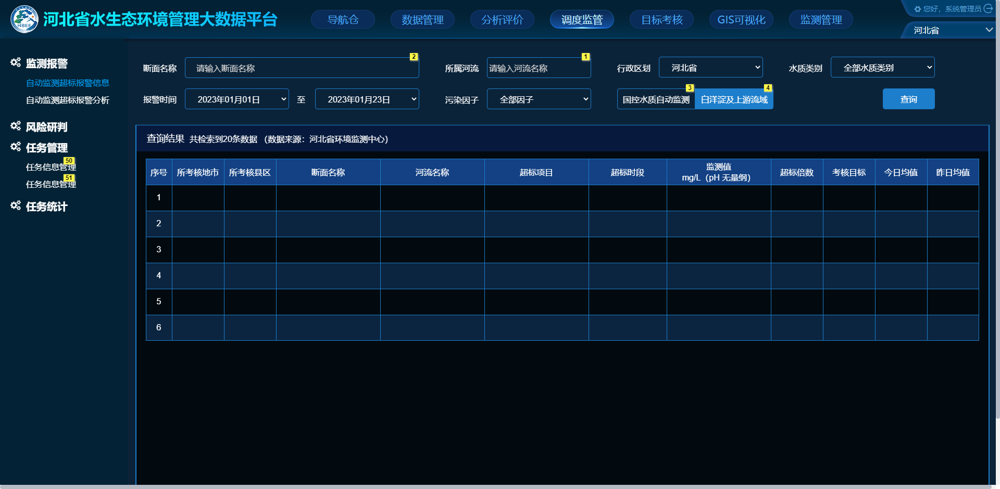 HBEE
河北省水生态环境管理大数据平台
导航仓
数据管理
分析评价
调度监管
目标考核
GIS可视化
监测管理
您好，系统管理员
河北省
监测报警
自动监测超标报警信息
自动监测超标报警分析
风险研判
任务管理
50
任务信息管理
51
任务信息管理
任务统计
断面名称
请输入断面名称
2
所属河流
请输入河流名称
1
行政区划
河北省
水质类别
全部水质类别
报警时间
2023年01月01日
至
2023年01月23日
污染因子
全部因子
国控水质自动监测
3
白洋淀及上游流域
4
查询
查询结果 共检索到20条数据 （数据来源：河北省环境监测中心）
序号 所考核地市 所考核县区 断面名称 河流名称 超标项目 超标时段 监测值 超标倍数 考核目标 今日均值 昨日均值
mg/L（pH 无量纲）
1
2
3
4
5
6